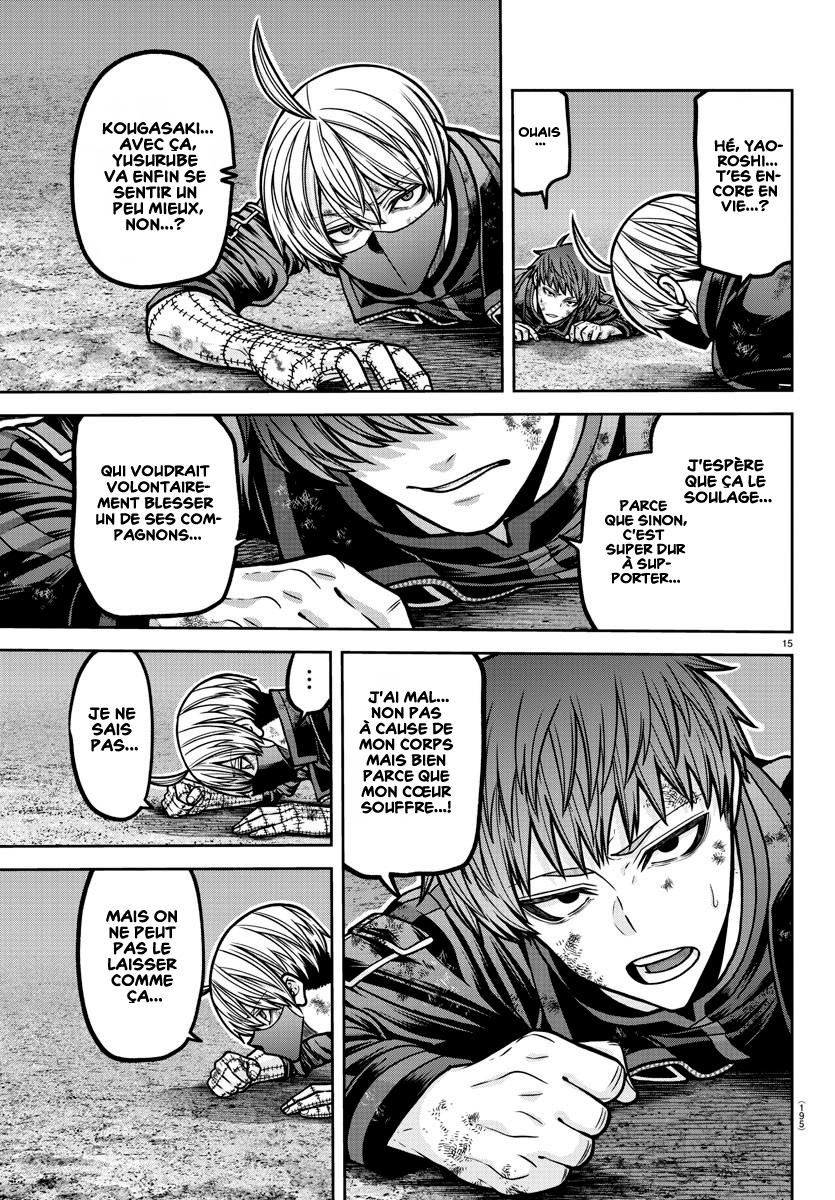 HÉ, YAO-
ROSHI...
T'ES EN-
CORE EN
VIE...?
OUAIS
...
KOUGASAKI...
AVEC ÇA,
YUSURUBE
VA ENFIN SE
SENTIR UN
PEU MIEUX,
NON...?
J'ESPÈRE
QUE ÇA LE
SOULAGE...
PARCE
QUE SINON,
C'EST
SUPER DUR
À SUP-
PORTER...
QUI VOUDRAIT
VOLONTAIRE-
MENT BLESSER
UN DE SES COM-
PAGNONS...
15
J'AI MAL...
NON PAS
À CAUSE DE
MON CORPS
MAIS BIEN
PARCE QUE
MON CŒUR
SOUFFRE...!
...
JE NE
SAIS
PAS...
MAIS ON
NE PEUT
PAS LE
LAISSER
COMME
ÇA...
(195)